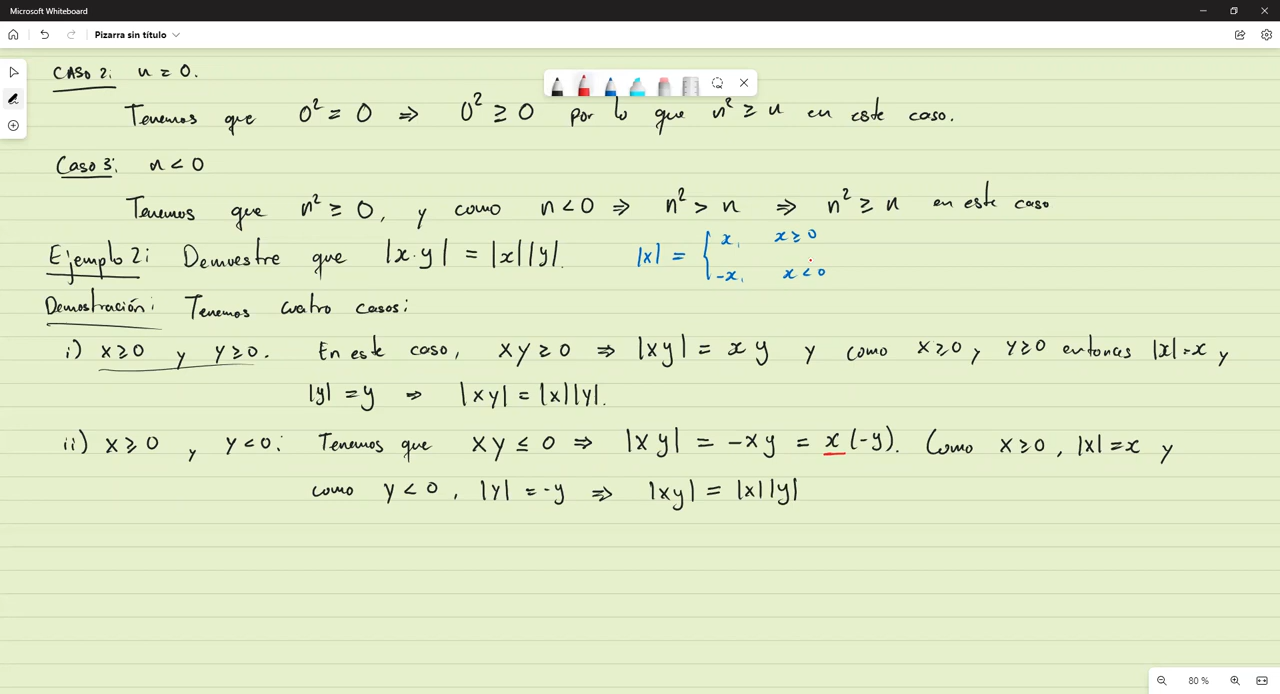 Microsoft Whiteboard
Pizarra sin título
Caso 2: n = 0.
Tenemos que 0² = 0 ⇒ 0² ≥ 0 por lo que n² ≥ n en este caso.
Caso 3: n < 0
Tenemos que n² ≥ 0, y como n < 0 ⇒ n² > n ⇒ n² ≥ n en este caso
Ejemplo 2: Demuestre que |x·y| = |x||y|. |x| = { x, x ≥ 0
-x, x < 0
Demostración: Tenemos cuatro casos:
i) x ≥ 0 y y ≥ 0. En este caso, xy ≥ 0 ⇒ |xy| = xy y como x ≥ 0, y ≥ 0 entonces |x| = x y
|y| = y ⇒ |xy| = |x||y|.
ii) x ≥ 0 , y < 0: Tenemos que xy ≤ 0 ⇒ |xy| = -xy = x(-y). Como x ≥ 0, |x| = x y
como y < 0, |y| = -y ⇒ |xy| = |x||y|
80 %